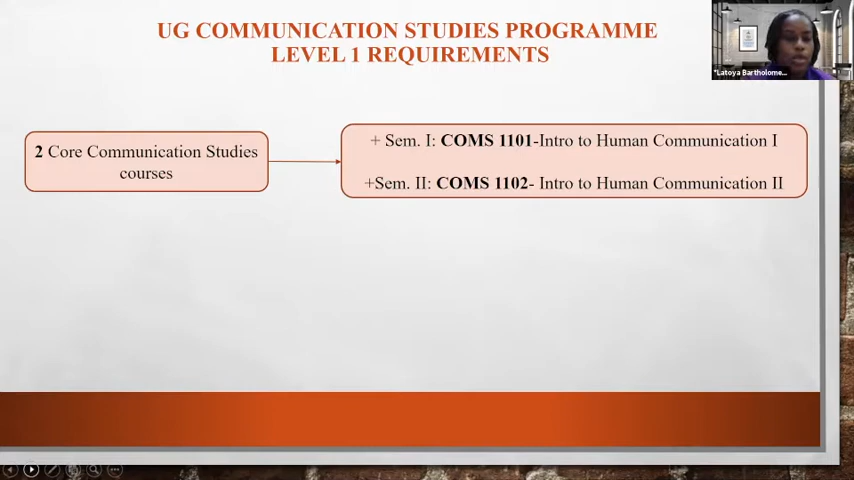 UG COMMUNICATION STUDIES PROGRAMME
LEVEL 1 REQUIREMENTS
*Latoya Bartholome...
2 Core Communication Studies
courses
+ Sem. I: COMS 1101-Intro to Human Communication I
+Sem. II: COMS 1102- Intro to Human Communication II